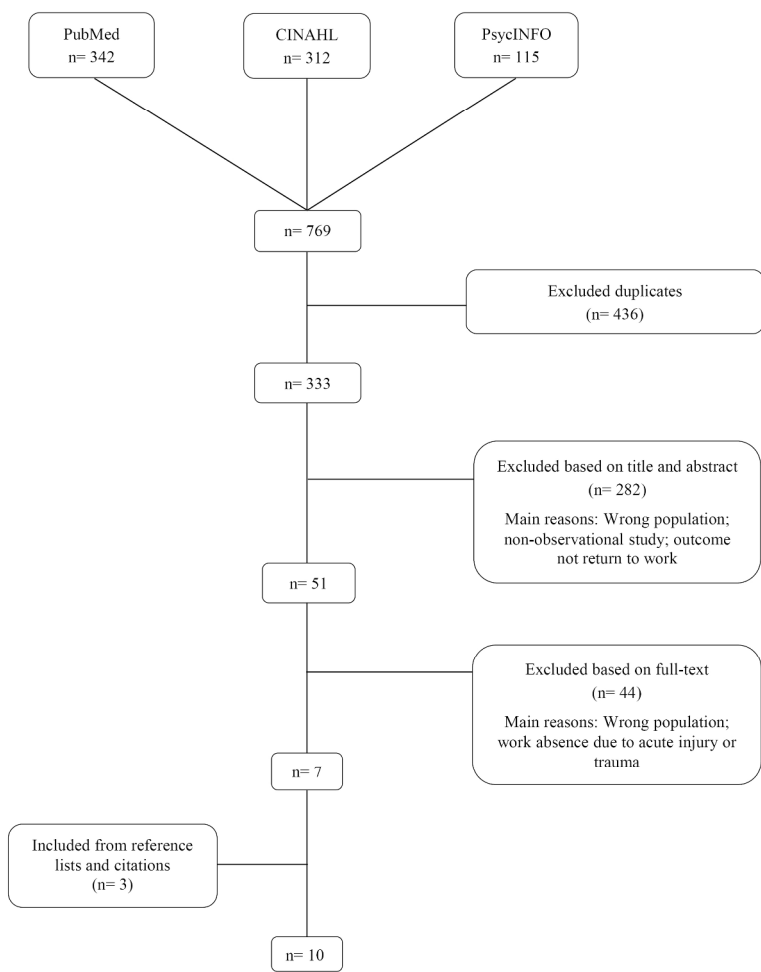 PubMed
n= 342
CINAHL
n= 312
PsycINFO
n= 115
n= 769
Excluded duplicates
(n= 436)
n= 333
Excluded based on title and abstract
(n= 282)
Main reasons: Wrong population;
non-observational study; outcome
not return to work
n= 51
Excluded based on full-text
(n= 44)
Main reasons: Wrong population;
work absence due to acute injury or
trauma
n= 7
Included from reference
lists and citations
(n= 3)
n= 10